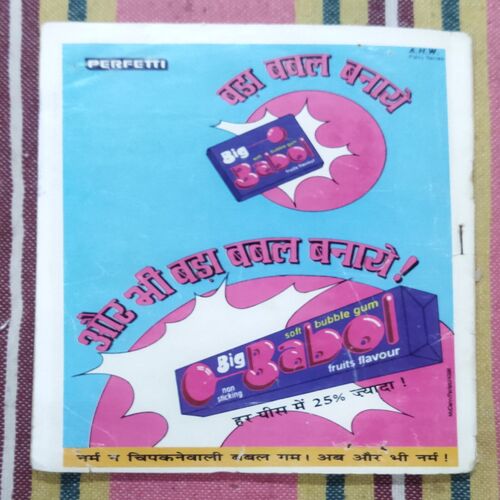 PERFETTI
बड़ा बबल बनाये
Big
Babol
soft bubble gum
fruits flavour
और भी बड़ा बबल बनाये!
Big
Babol
soft bubble gum
non
sticking
fruits flavour
हर पीस में 25% ज़्यादा!
नर्म न चिपकनेवाली बबल गम। अब और भी नर्म!